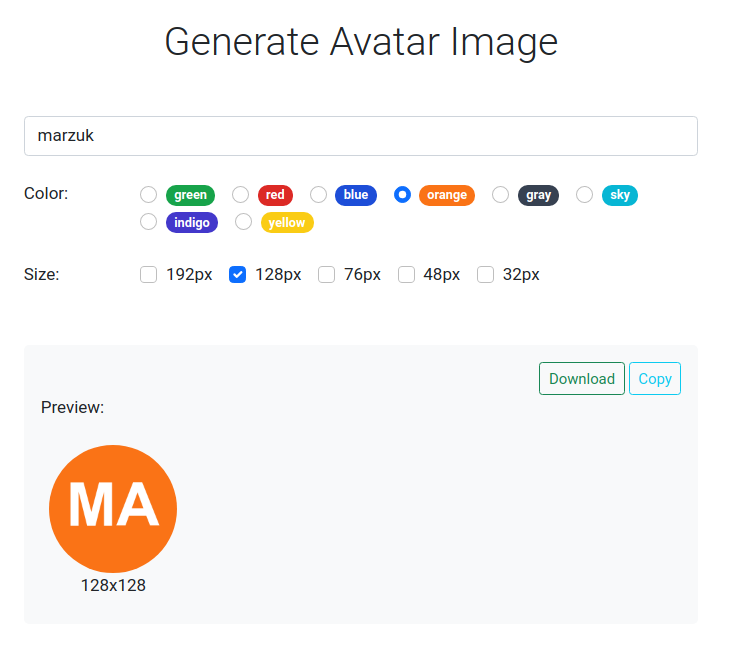 Generate Avatar Image
marzuk
Color: green red blue orange gray sky
indigo yellow
Size: 192px 128px 76px 48px 32px
Download Copy
Preview:
MA
128x128